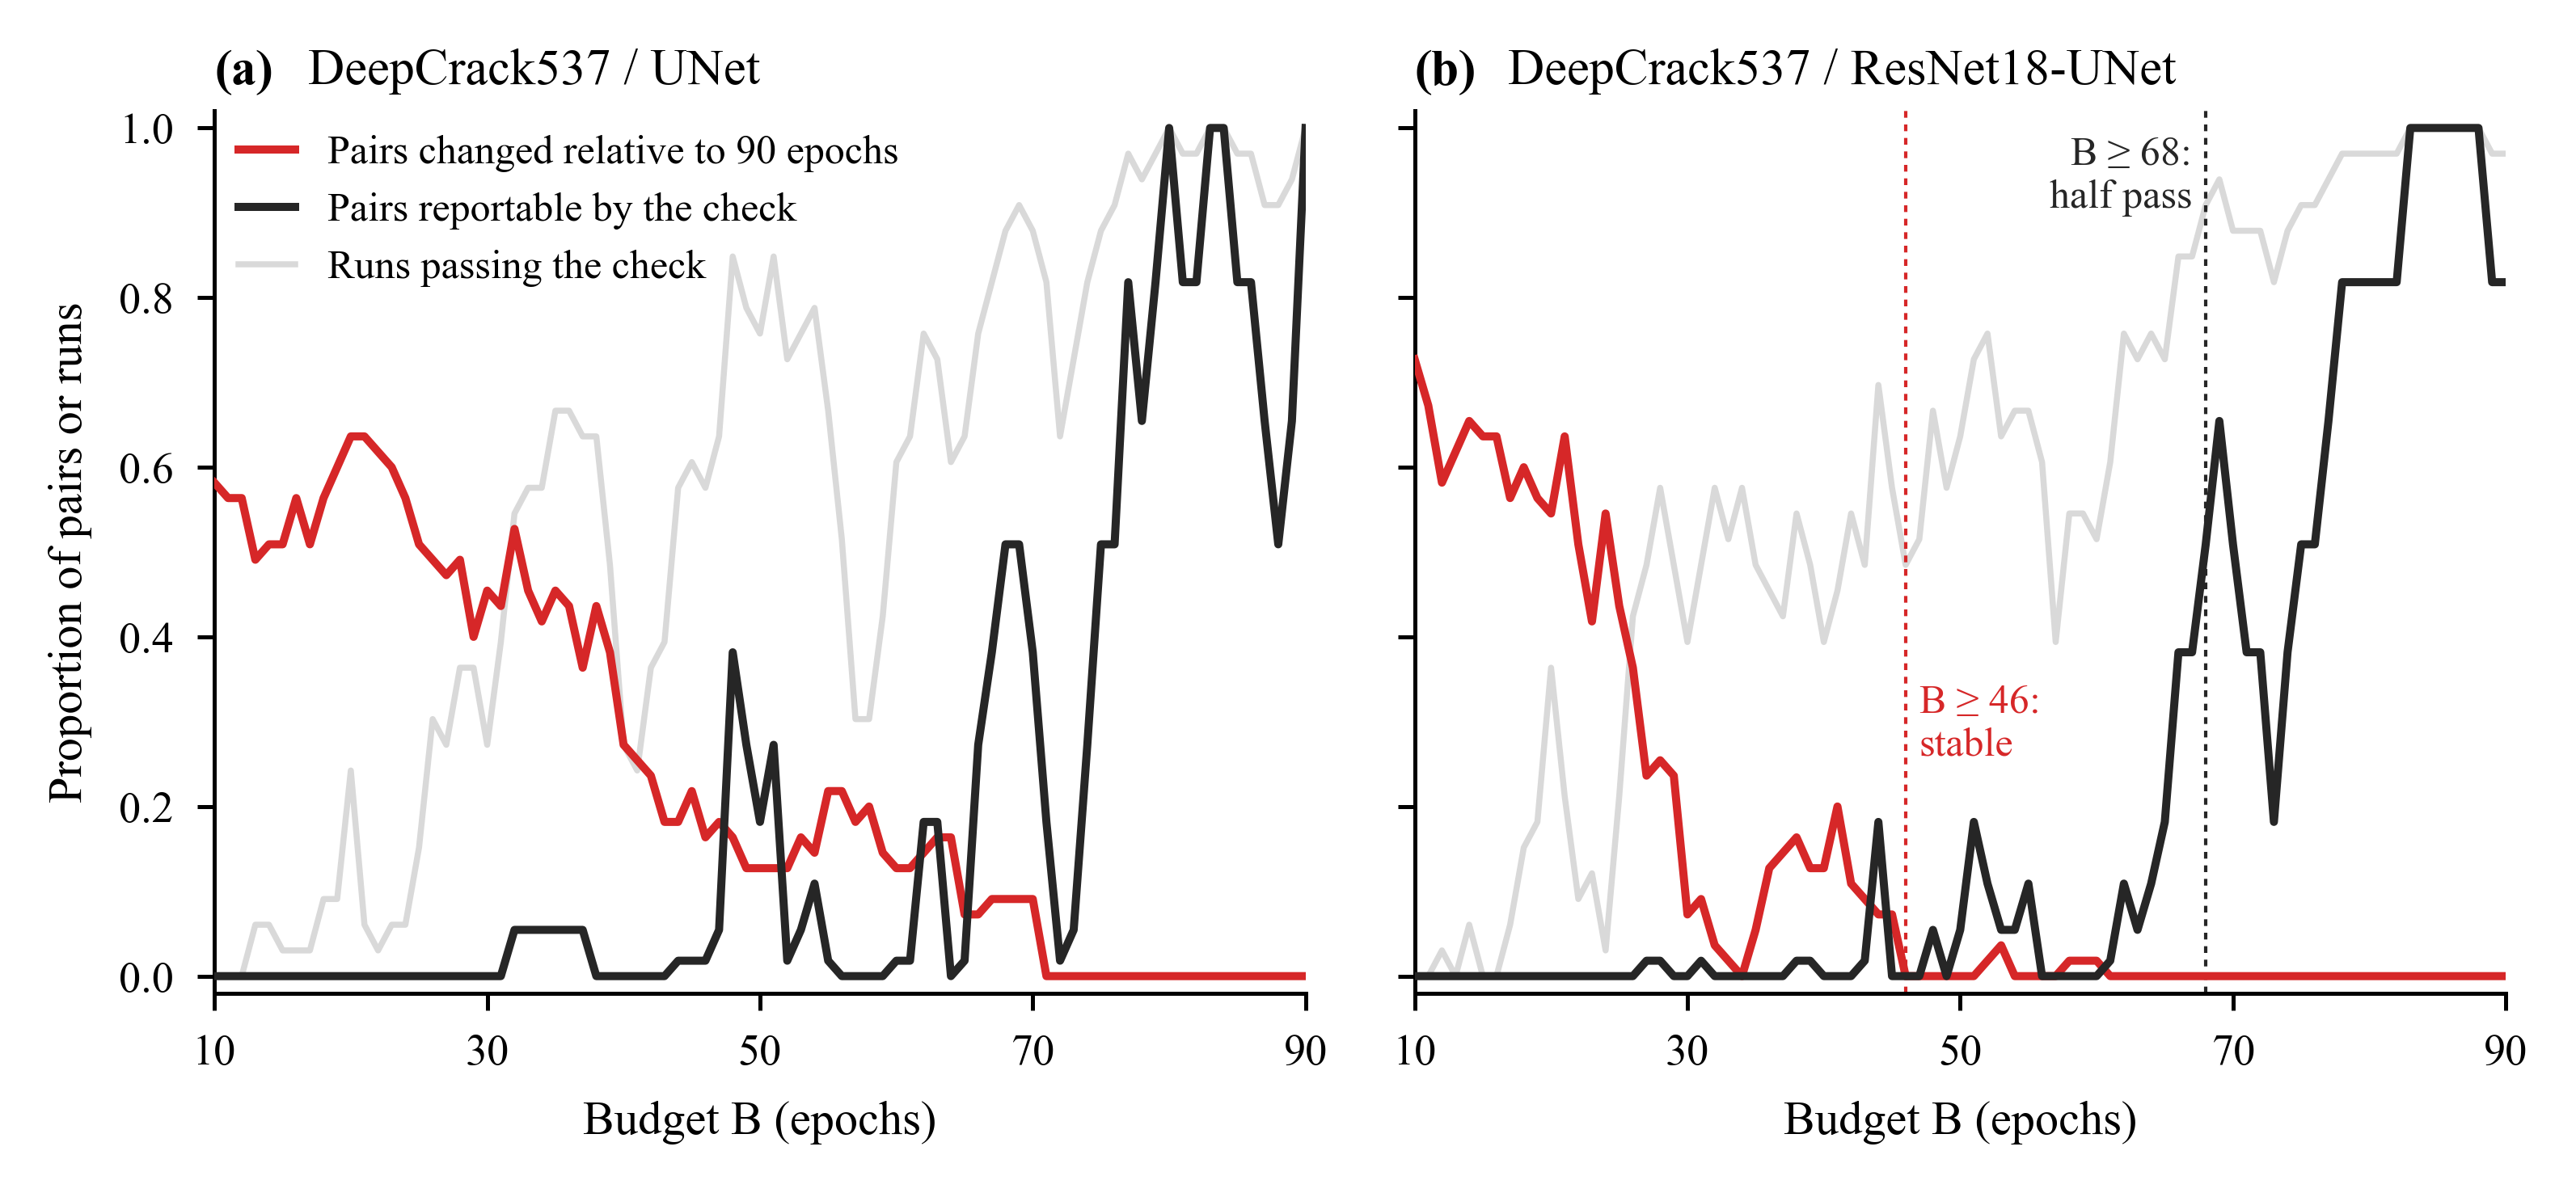 (a) DeepCrack537 / UNet
1.0
0.8
0.6
0.4
0.2
0.0
Proportion of pairs or runs
Pairs changed relative to 90 epochs
Pairs reportable by the check
Runs passing the check
10 30 50 70 90
Budget B (epochs)
(b) DeepCrack537 / ResNet18-UNet
B ≥ 68:
half pass
B ≥ 46:
stable
10 30 50 70 90
Budget B (epochs)